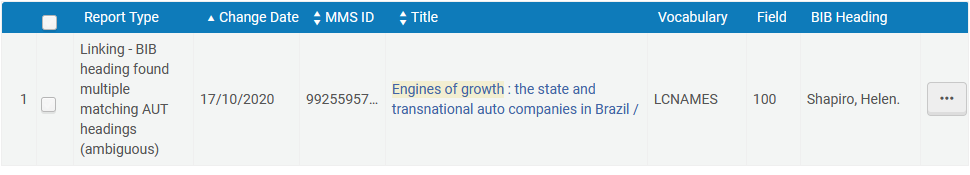 Report Type Change Date MMS ID Title Vocabulary Field BIB Heading
Linking - BIB
heading found
multiple
matching AUT
headings
(ambiguous)
1
17/10/2020
99255957...
Engines of growth : the state and
transnational auto companies in Brazil /
LCNAMES
100
Shapiro, Helen.